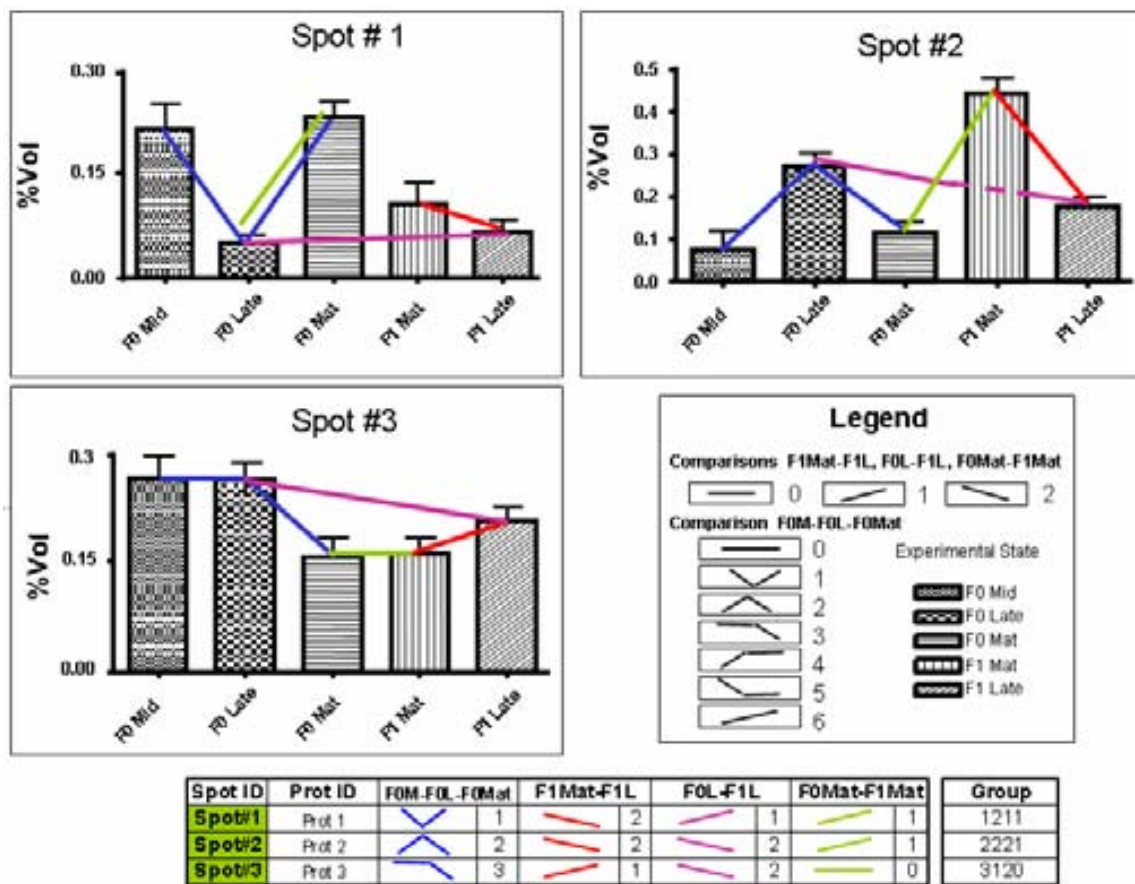 Spot # 1
%Vol
0.30
0.15
0.00
F0 Mid
F0 Late
F0 Mat
F1 Mat
F1 Late
Spot #2
%Vol
0.5
0.4
0.3
0.2
0.1
0.0
F0 Mid
F0 Late
F0 Mat
F1 Mat
F1 Late
Spot #3
%Vol
0.3
0.15
0.00
F0 Mid
F0 Late
F0 Mat
F1 Mat
F1 Late
Legend
Comparisons F1Mat-F1L, F0L-F1L, F0Mat-F1Mat
0 1 2
Comparison F0M-F0L-F0Mat
0
1
2
3
4
5
6
Experimental State
F0 Mid
F0 Late
F0 Mat
F1 Mat
F1 Late
Spot ID Prot ID F0M-F0L-F0Mat F1Mat-F1L F0L-F1L F0Mat-F1Mat Group
Spot#1 Prot 1 1 2 1 1 1211
Spot#2 Prot 2 2 2 2 1 2221
Spot#3 Prot 3 3 1 2 0 3120